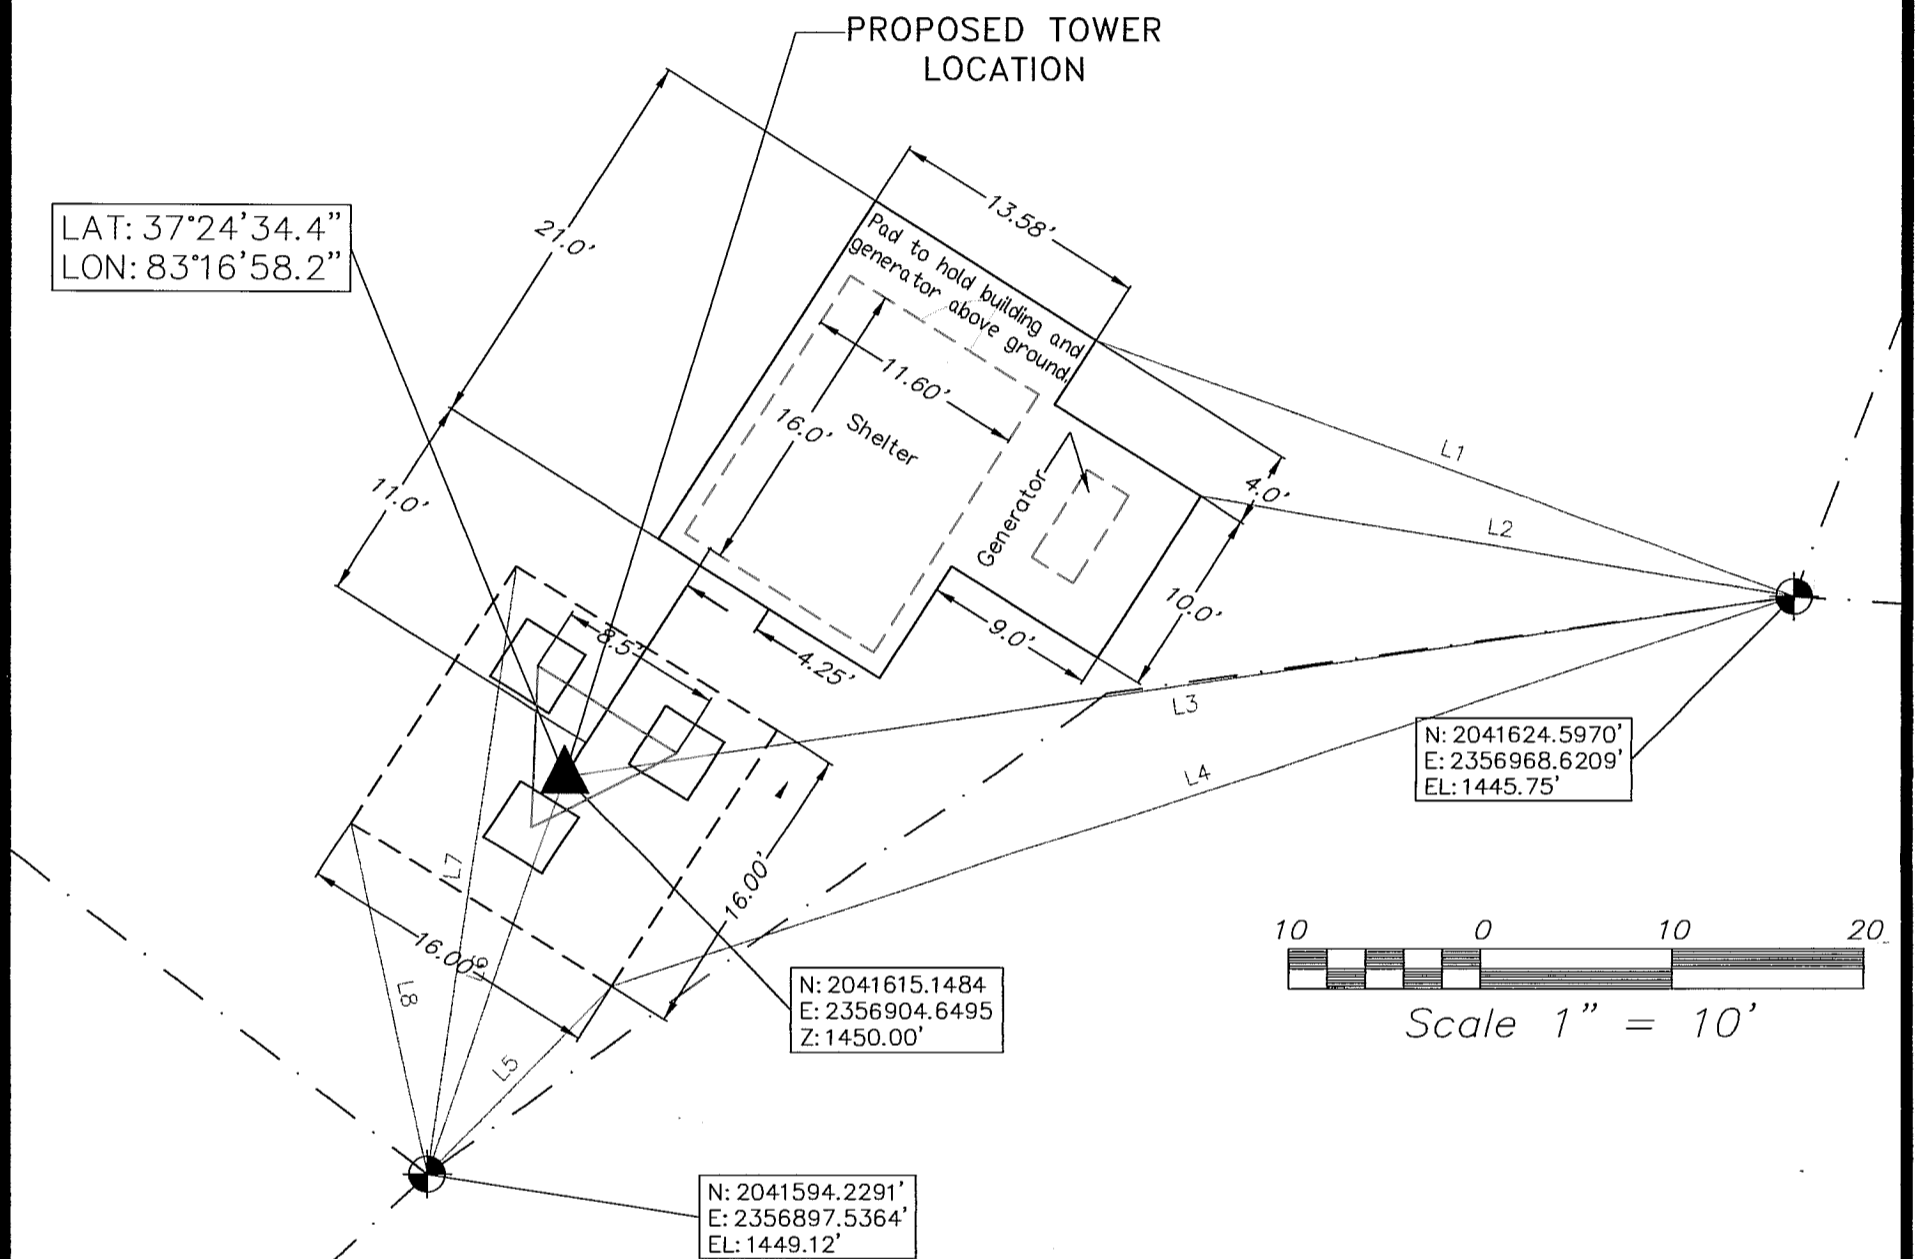 PROPOSED TOWER
LOCATION
LAT: 37°24'34.4"
LON: 83°16'58.2"
21.0'
13.58'
Pad to hold building and
generator above ground.
11.60'
16.0'
Shelter
L1
4.0'
L2
Generator
11.0'
10.0'
9.0'
8.5'
4.25'
L3
N: 2041624.5970'
E: 2356968.6209'
EL: 1445.75'
L4
L7
16.00'
16.00'
L6
L8
10 0 10 20
Scale 1" = 10'
N: 2041615.1484
E: 2356904.6495
Z: 1450.00'
L5
N: 2041594.2291'
E: 2356897.5364'
EL: 1449.12'